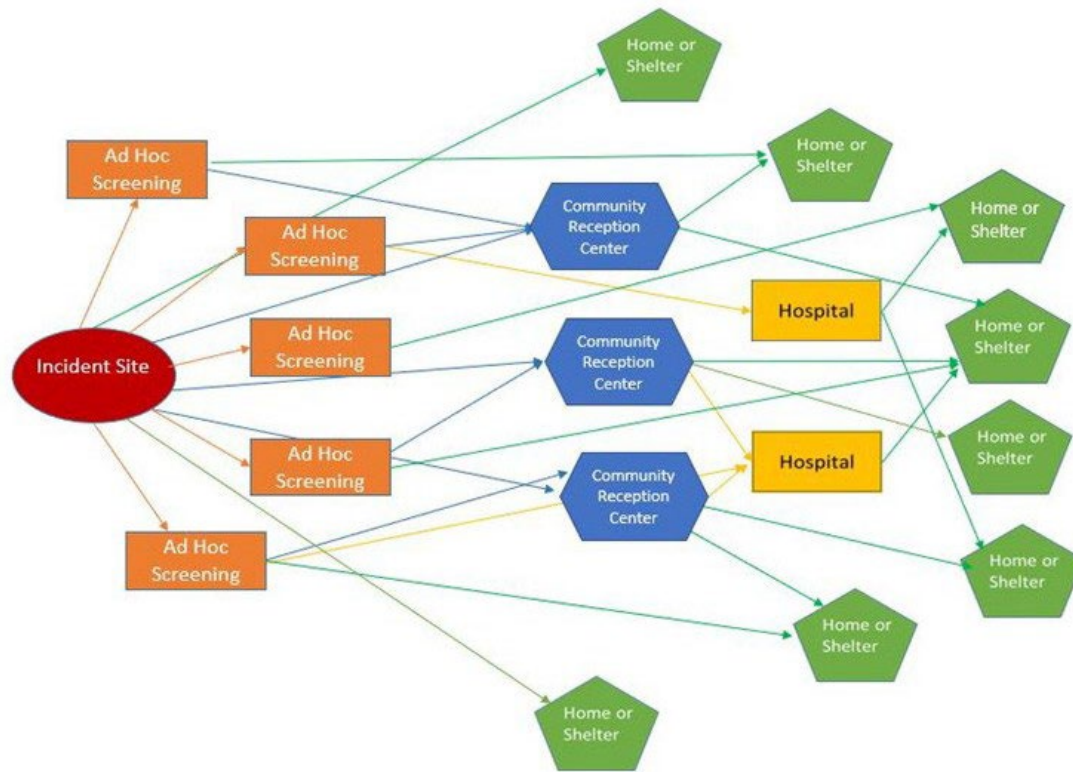 Home or
Shelter
Ad Hoc
Screening
Home or
Shelter
Community
Reception
Center
Home or
Shelter
Ad Hoc
Screening
Hospital
Home or
Shelter
Incident Site
Ad Hoc
Screening
Community
Reception
Center
Home or
Shelter
Ad Hoc
Screening
Hospital
Community
Reception
Center
Ad Hoc
Screening
Home or
Shelter
Home or
Shelter
Home or
Shelter